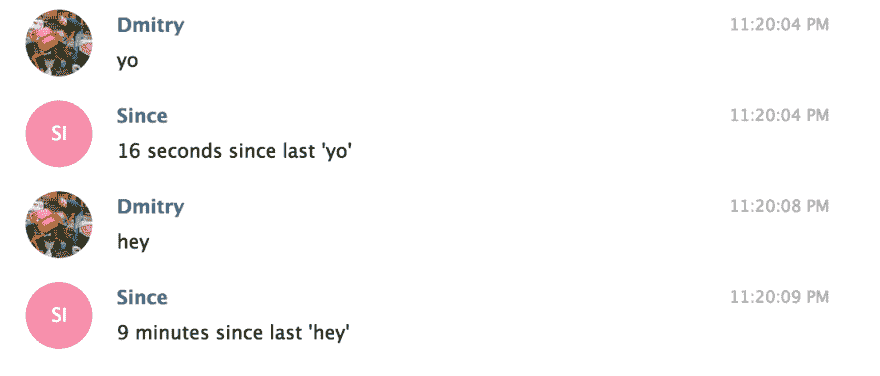 Dmitry 11:20:04 PM
yo
SI
Since 11:20:04 PM
16 seconds since last 'yo'
Dmitry 11:20:08 PM
hey
SI
Since 11:20:09 PM
9 minutes since last 'hey'